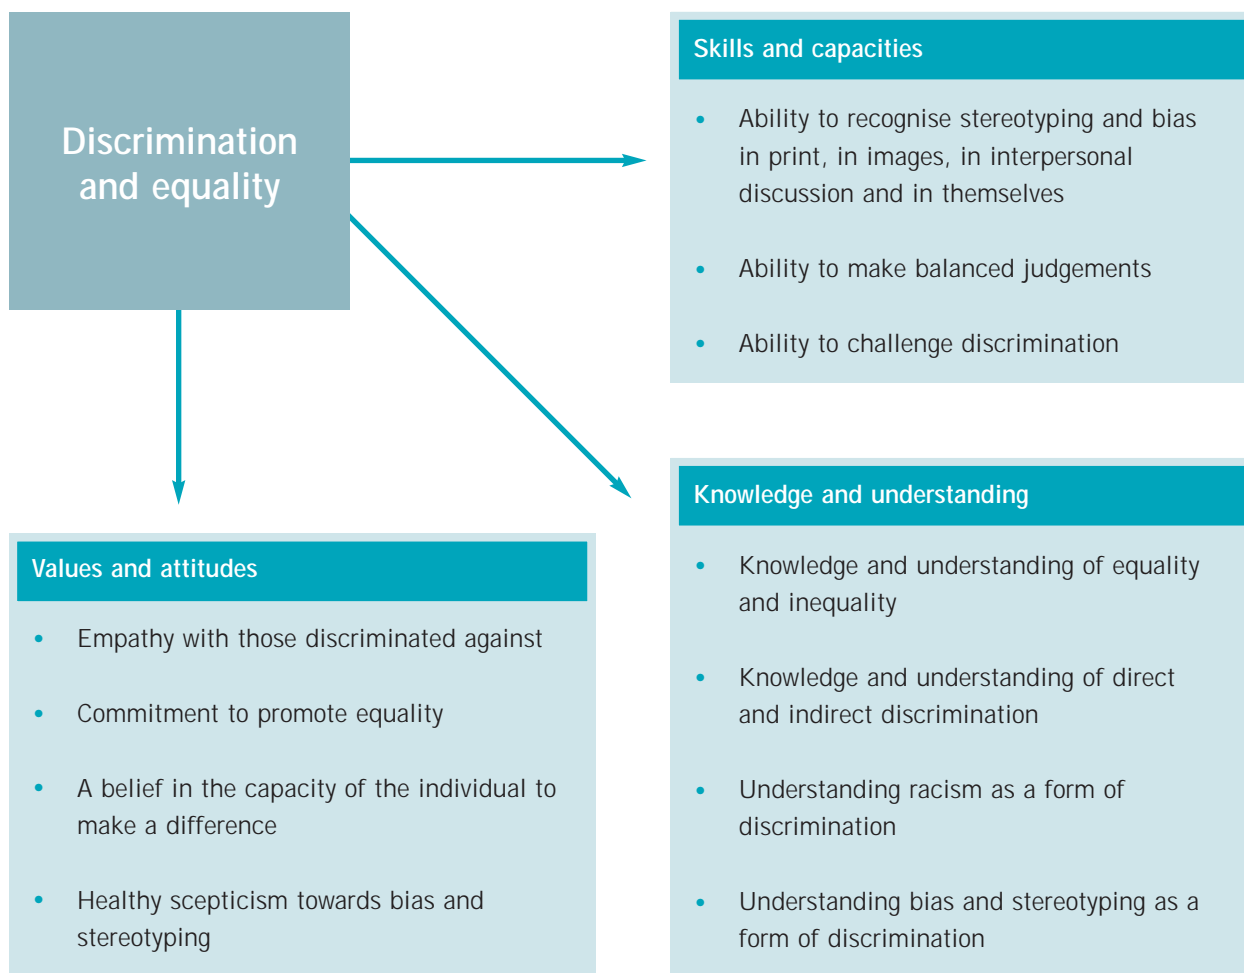 Discrimination
and equality
Skills and capacities
• Ability to recognise stereotyping and bias
in print, in images, in interpersonal
discussion and in themselves
• Ability to make balanced judgements
• Ability to challenge discrimination
Knowledge and understanding
• Knowledge and understanding of equality
and inequality
• Knowledge and understanding of direct
and indirect discrimination
• Understanding racism as a form of
discrimination
• Understanding bias and stereotyping as a
form of discrimination
Values and attitudes
• Empathy with those discriminated against
• Commitment to promote equality
• A belief in the capacity of the individual to
make a difference
• Healthy scepticism towards bias and
stereotyping